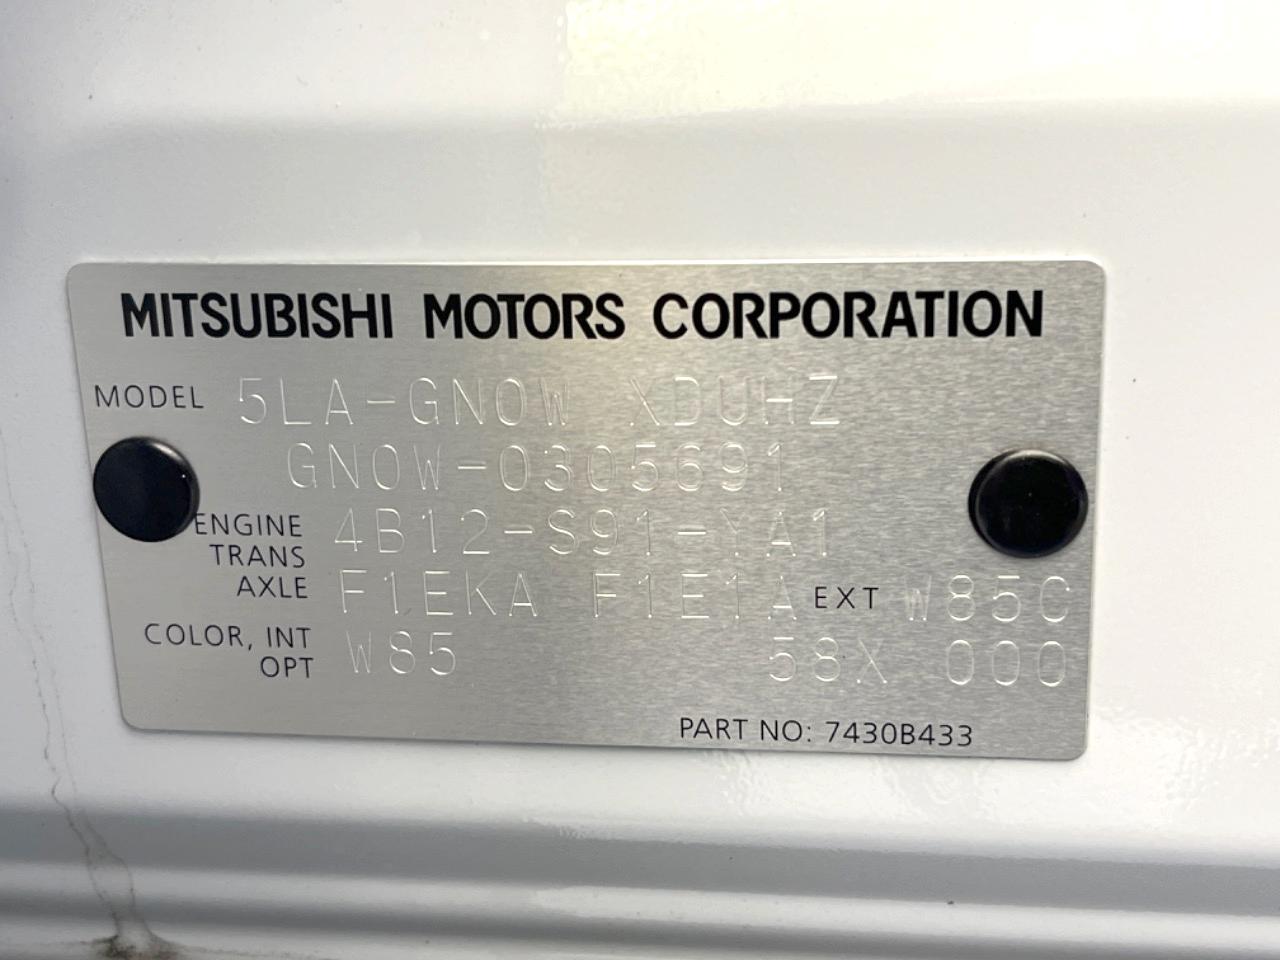 MITSUBISHI MOTORS CORPORATION
MODEL 5LA-GN0W XDUHZ
GN0W-0305691
ENGINE 4B12-S91-YA1
TRANS
AXLE F1EKA F1E1A EXT W85C
COLOR, INT W85 58X 000
OPT
PART NO: 7430B433